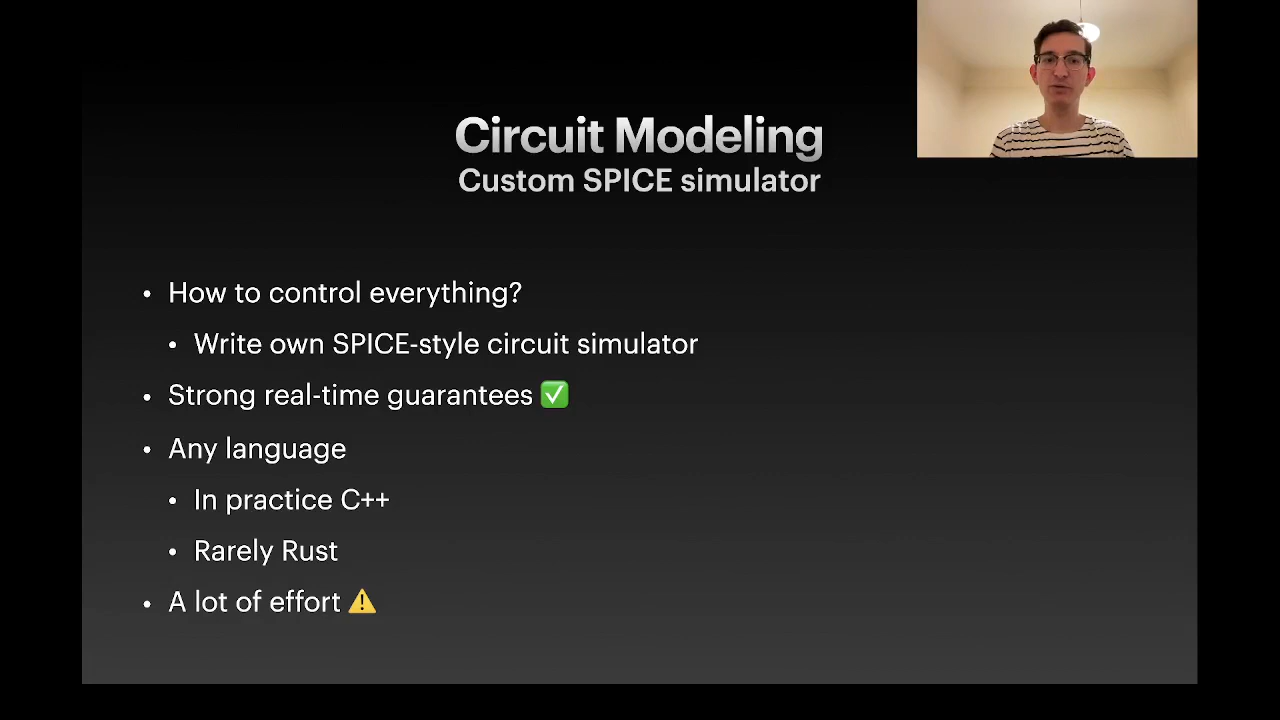 Circuit Modeling
Custom SPICE simulator
• How to control everything?
• Write own SPICE-style circuit simulator
• Strong real-time guarantees ✅
• Any language
• In practice C++
• Rarely Rust
• A lot of effort ⚠️